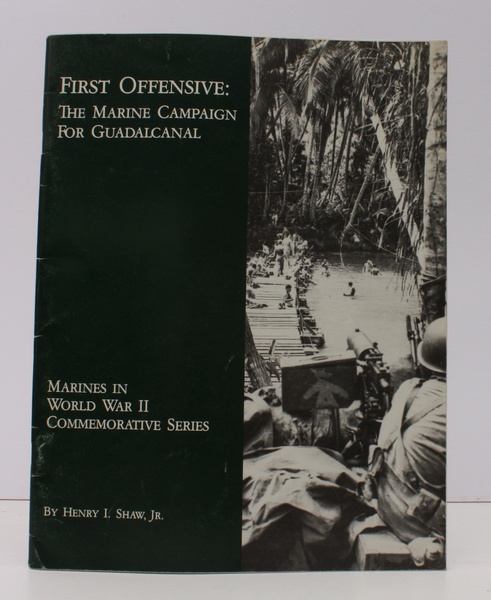 First Offensive:
The Marine Campaign
For Guadalcanal
Marines in
World War II
Commemorative Series
By Henry I. Shaw, Jr.